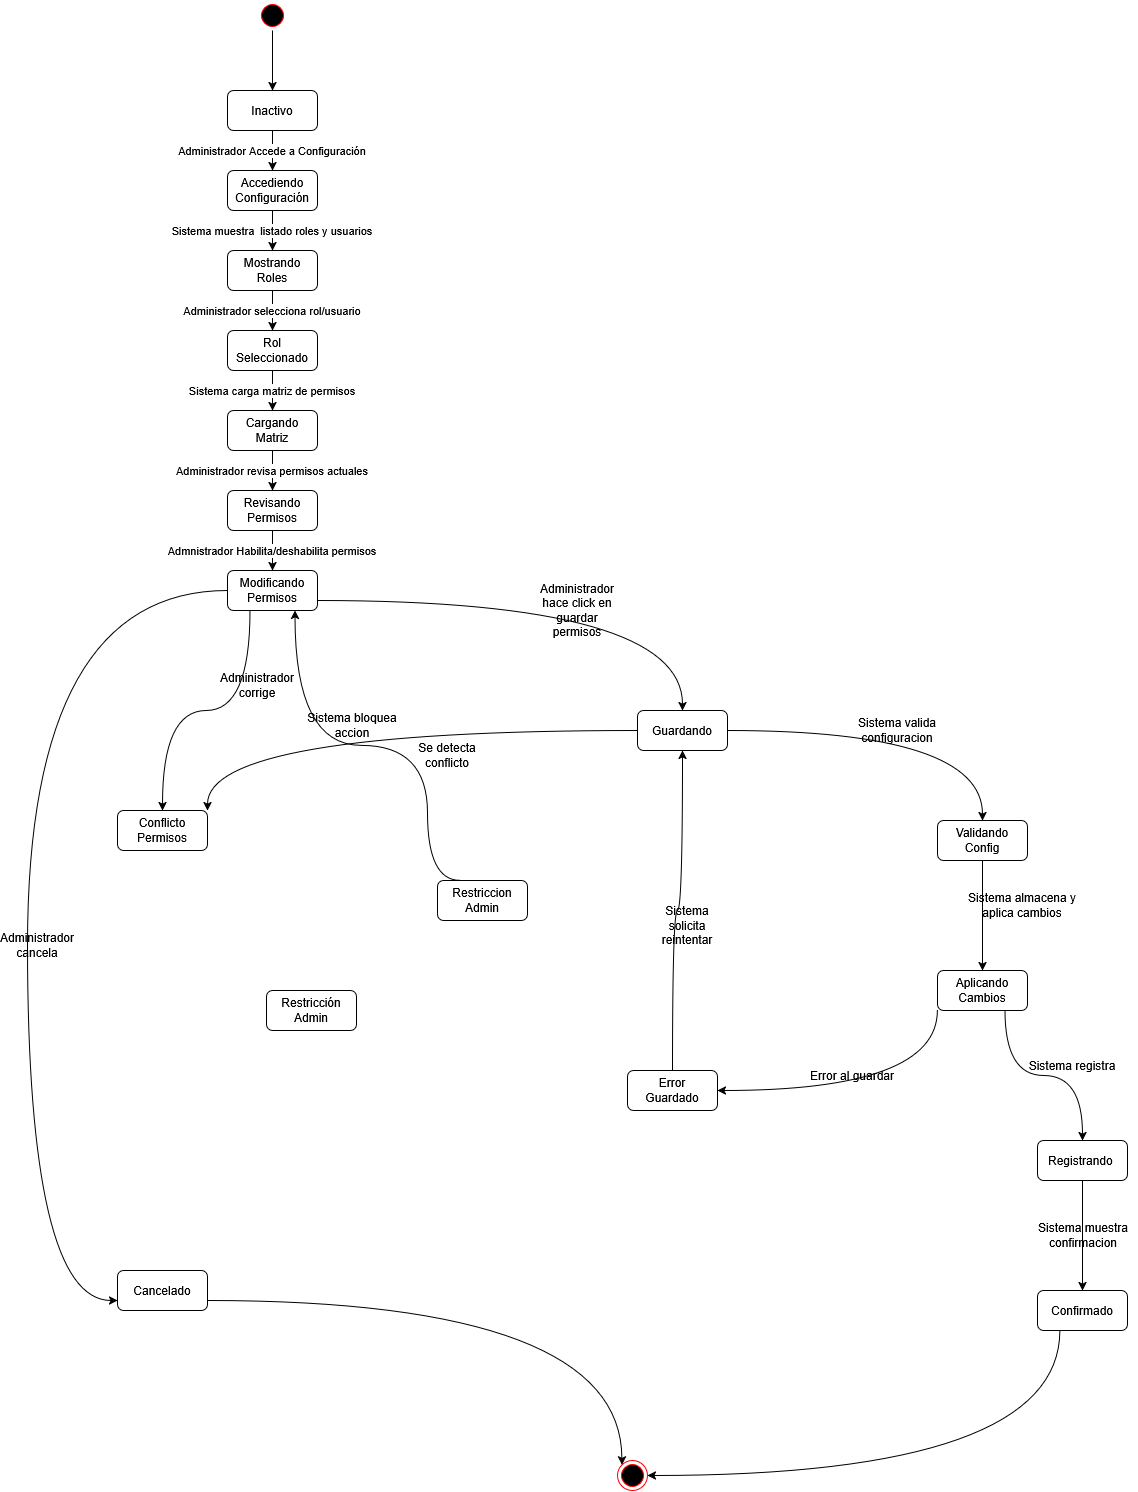 Inactivo
Administrador Accede a Configuración
Accediendo
Configuración
Sistema muestra  listado roles y usuarios
Mostrando
Roles
Administrador selecciona rol/usuario
Rol
Seleccionado
Sistema carga matriz de permisos
Cargando
Matriz
Administrador revisa permisos actuales
Revisando
Permisos
Admnistrador Habilita/deshabilita permisos
Modificando
Permisos
Administrador
hace click en
guardar
permisos
Administrador
corrige
Sistema bloquea
accion
Se detecta
conflicto
Guardando
Sistema valida
configuracion
Conflicto
Permisos
Validando
Config
Restriccion
Admin
Sistema almacena y
aplica cambios
Sistema
solicita
reintentar
Administrador
cancela
Restricción
Admin
Aplicando
Cambios
Error al guardar
Sistema registra
Error
Guardado
Registrando
Sistema muestra
confirmacion
Cancelado
Confirmado